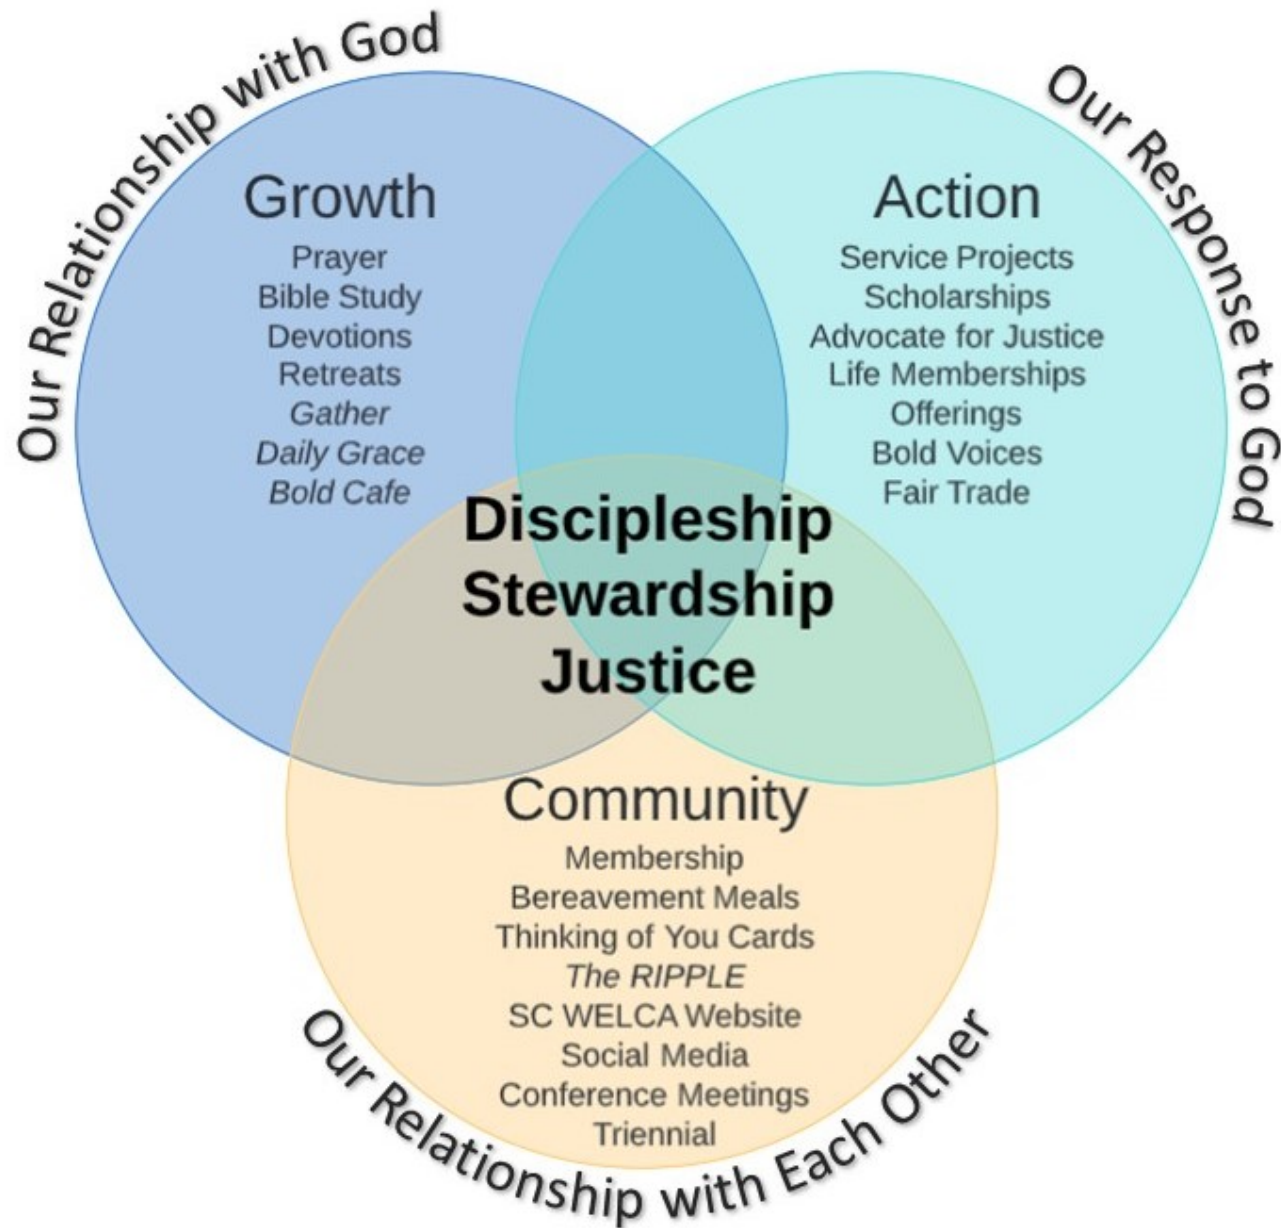 Our Relationship with God
Growth
Prayer
Bible Study
Devotions
Retreats
Gather
Daily Grace
Bold Cafe
Our Response to God
Action
Service Projects
Scholarships
Advocate for Justice
Life Memberships
Offerings
Bold Voices
Fair Trade
Discipleship
Stewardship
Justice
Community
Membership
Bereavement Meals
Thinking of You Cards
The RIPPLE
SC WELCA Website
Social Media
Conference Meetings
Triennial
Our Relationship with Each Other